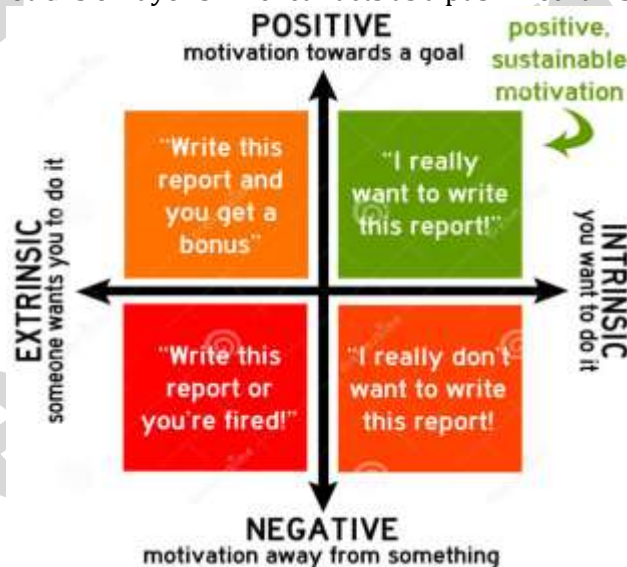 POSITIVE
motivation towards a goal
positive,
sustainable
motivation
"Write this
report and
you get a
bonus"
"I really
want to write
this report!"
EXTRINSIC
someone wants you to do it
INTRINSIC
you want to do it
"Write this
report or
you're fired!"
"I really don't
want to write
this report!
NEGATIVE
motivation away from something